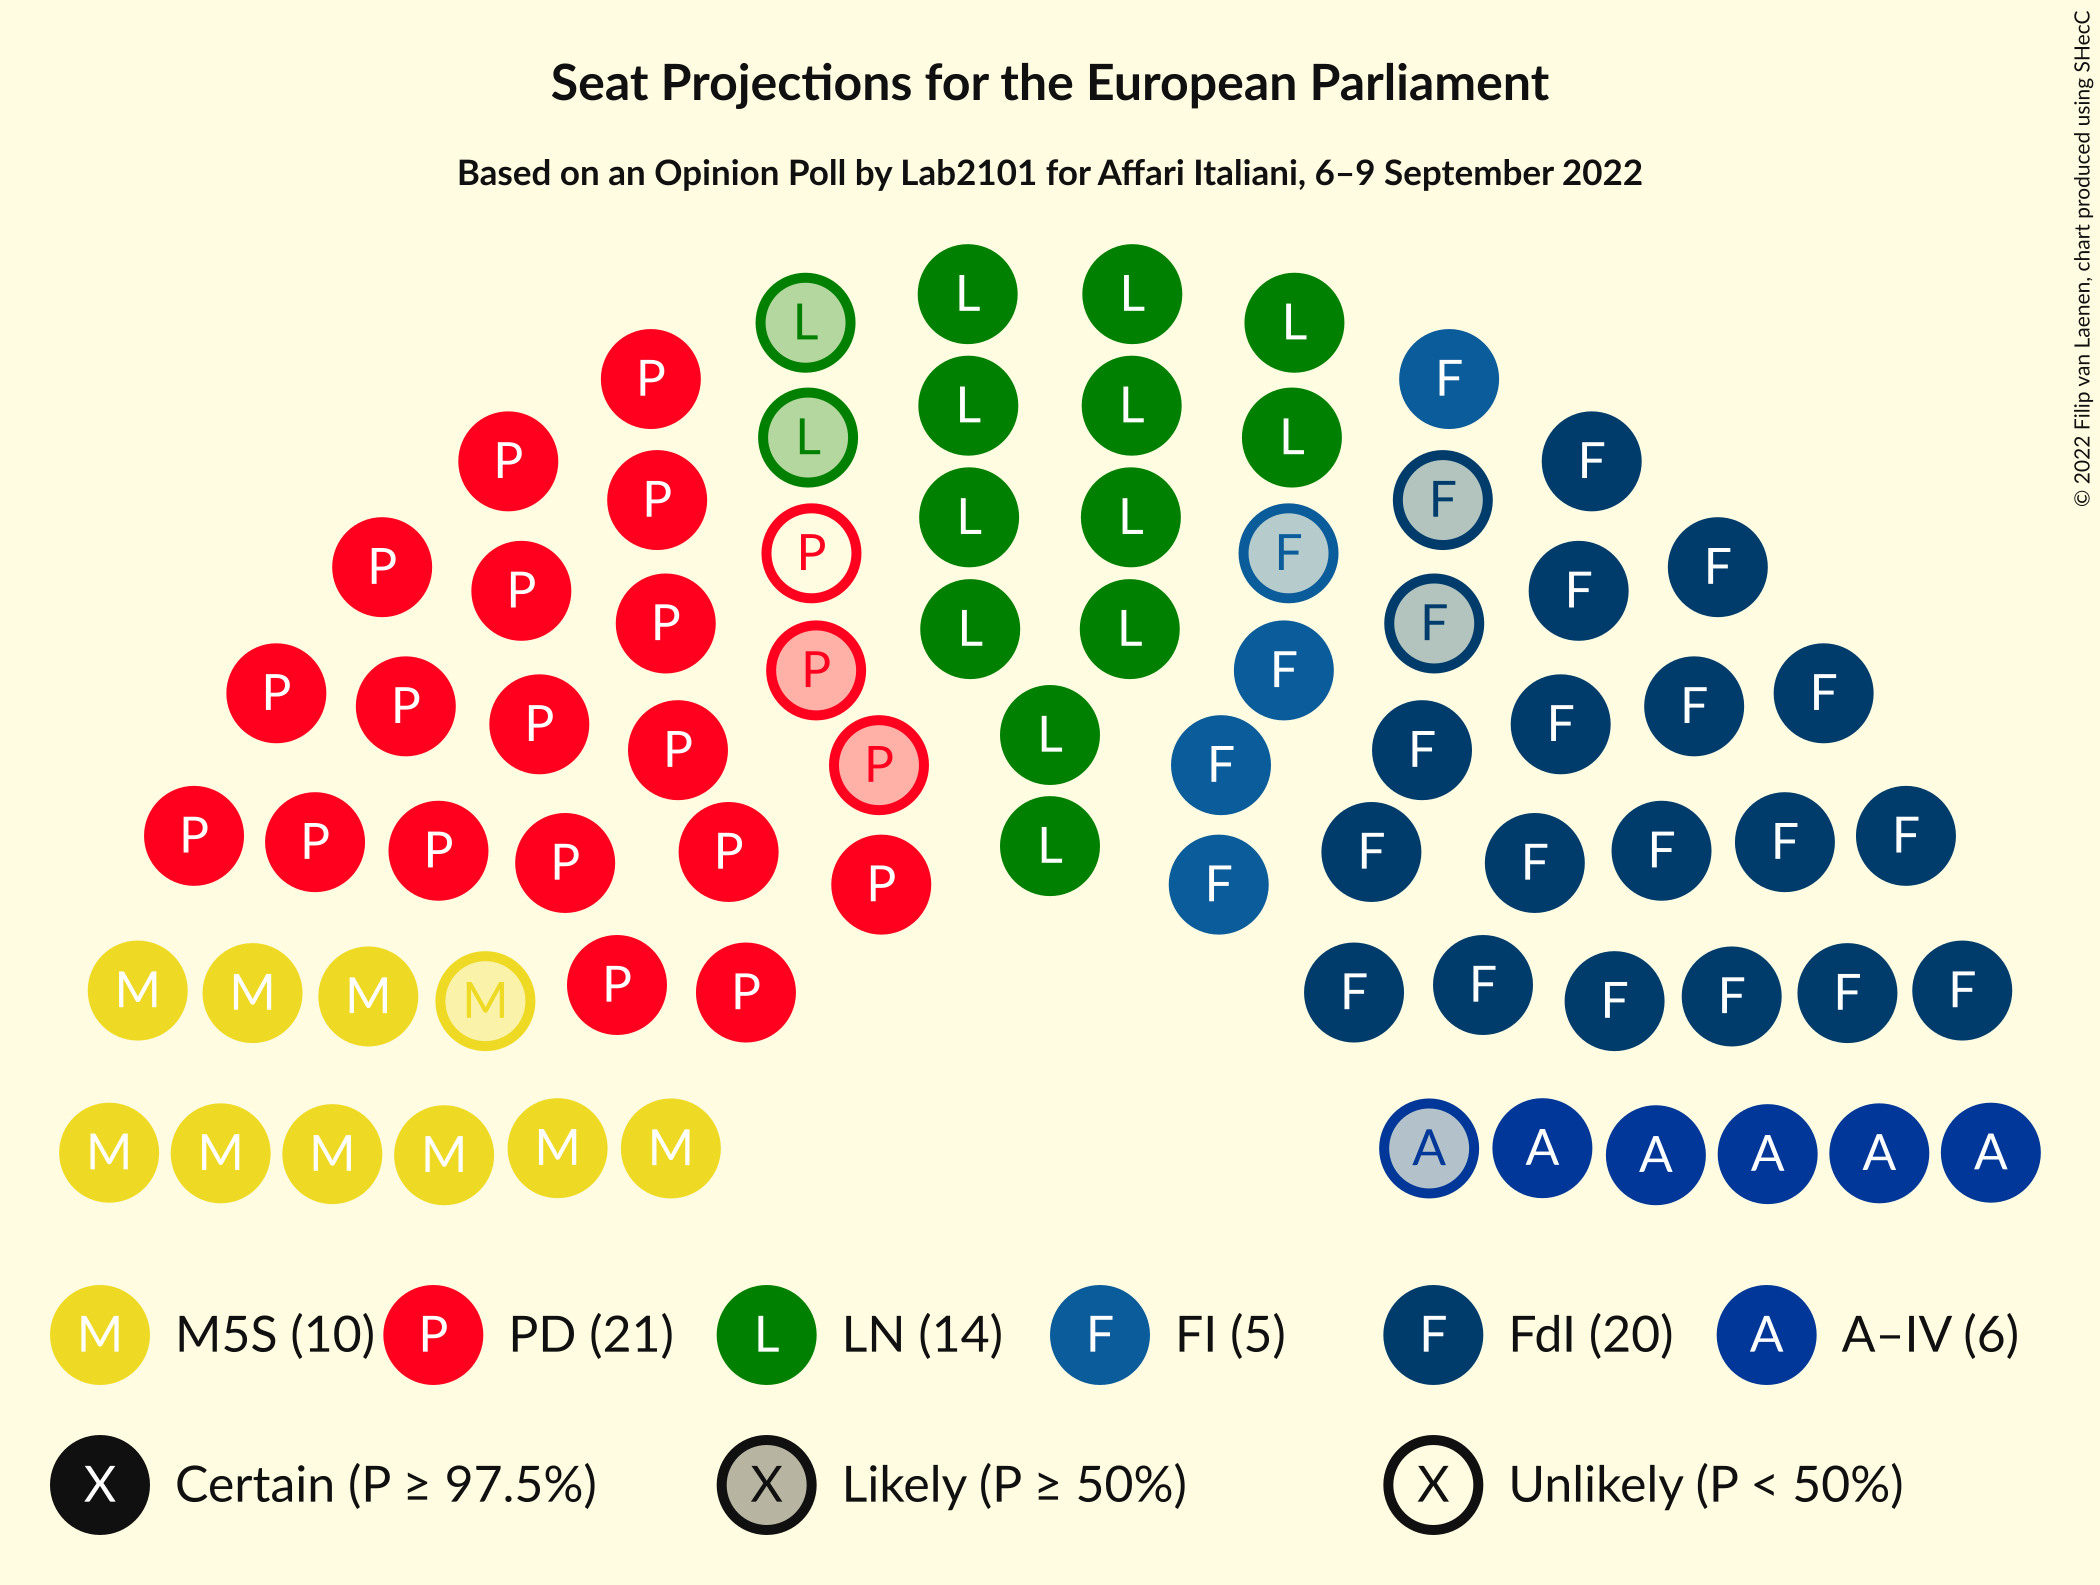 Seat Projections for the European Parliament
Based on an Opinion Poll by Lab2101 for Affari Italiani, 6–9 September 2022
© 2022 Filip van Laenen, chart produced using SHecC
L L L L
P L L L L F
P P L L L L F F
P P P P P L L F F F F F
P P P P P P L F F F F F F
P P P P P P L F F F F F F
M M M M P P F F F F F F
M M M M M M A A A A A A
M M5S (10) P PD (21) L LN (14) F FI (5) F FdI (20) A A–IV (6)
X Certain (P ≥ 97.5%) X Likely (P ≥ 50%) X Unlikely (P < 50%)